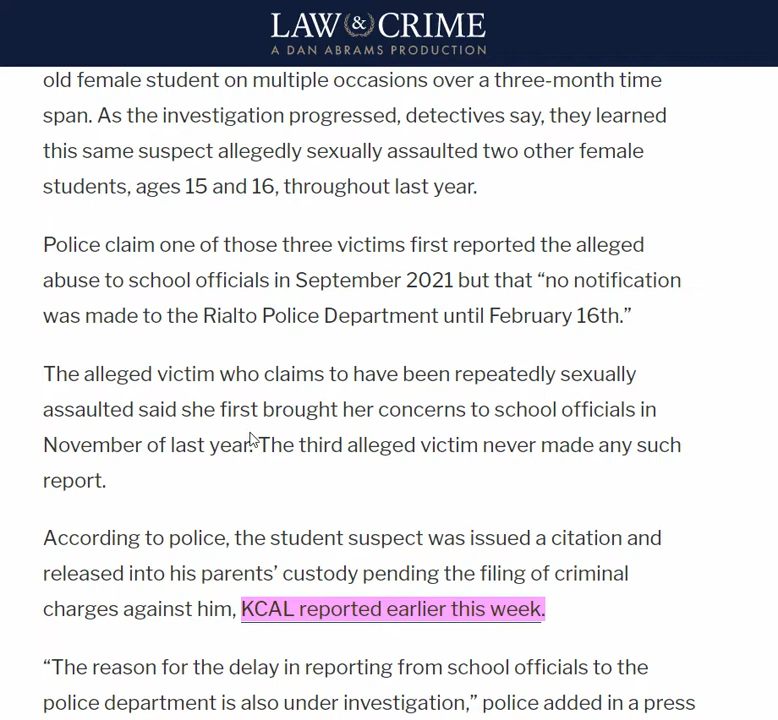 LAW & CRIME
A DAN ABRAMS PRODUCTION
old female student on multiple occasions over a three-month time
span. As the investigation progressed, detectives say, they learned
this same suspect allegedly sexually assaulted two other female
students, ages 15 and 16, throughout last year.
Police claim one of those three victims first reported the alleged
abuse to school officials in September 2021 but that “no notification
was made to the Rialto Police Department until February 16th.”
The alleged victim who claims to have been repeatedly sexually
assaulted said she first brought her concerns to school officials in
November of last year. The third alleged victim never made any such
report.
According to police, the student suspect was issued a citation and
released into his parents’ custody pending the filing of criminal
charges against him, KCAL reported earlier this week.
“The reason for the delay in reporting from school officials to the
police department is also under investigation,” police added in a press